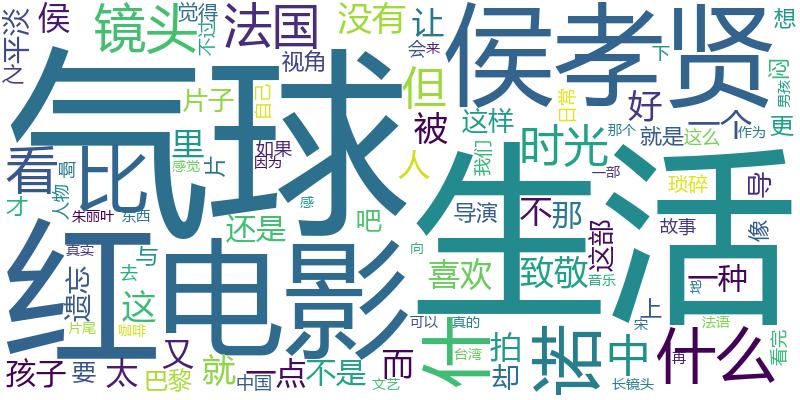 之平淡
侯
镜头
不过
觉得
法国
没有
让
会
来
侯孝贤
下
想
闷
男孩
气球
片子
视角
自己
但
日常
好
一个
更
作为
看
比
里
片
如果
因为
感觉
被
人
这样
我们
时光
那个
就是
这么
一部
生活
琐碎
导
像
才
人物
哥
朱丽叶
东西
还是
感
吧
导演
不
那
这部
故事
红
电影
遗忘
真实
与
去
这
向
喜欢
致敬
音乐
把
一种
上
宋
法语
看完
片尾
咖啡
可以
真的
什
诺
拍
却
中
长镜头
什么
再
孩子
要
太
又
巴黎
就
中国
一点
不是
文艺
而
台湾